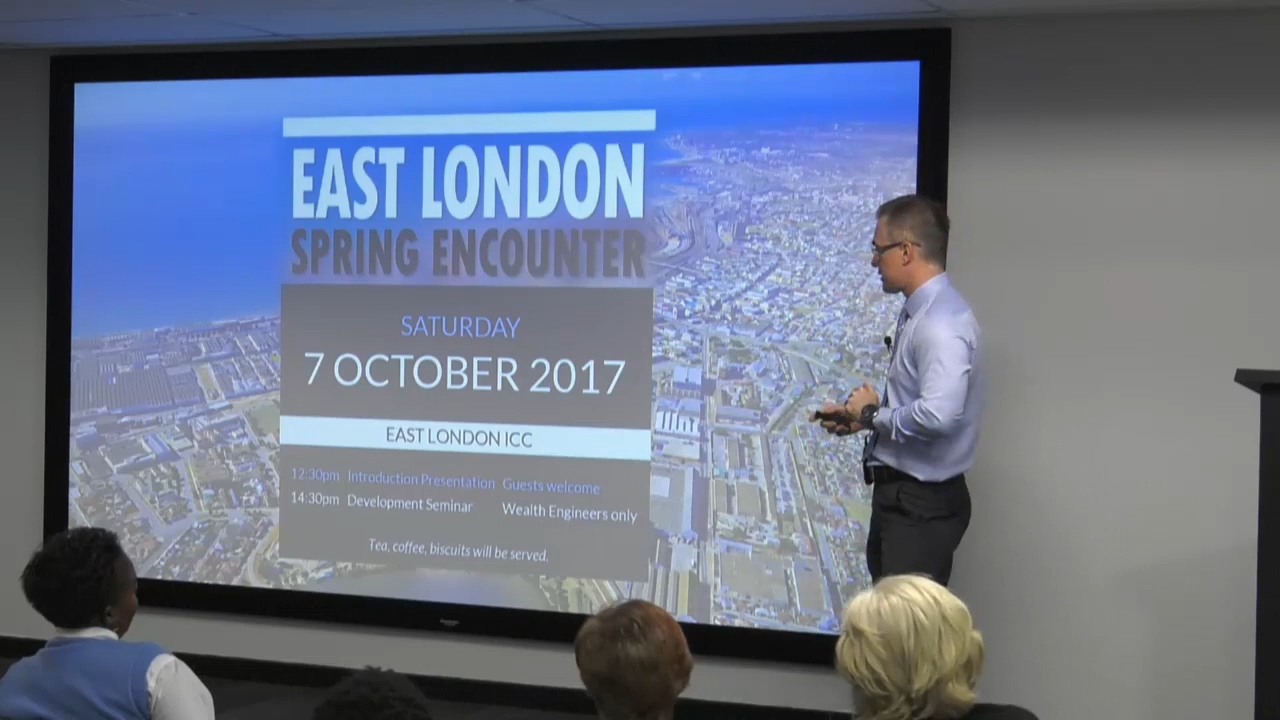 EAST LONDON
SPRING ENCOUNTER
SATURDAY
7 OCTOBER 2017
EAST LONDON ICC
12:30pm Introduction Presentation Guests welcome
14:30pm Development Seminar Wealth Engineers only
Tea, coffee, biscuits will be served.